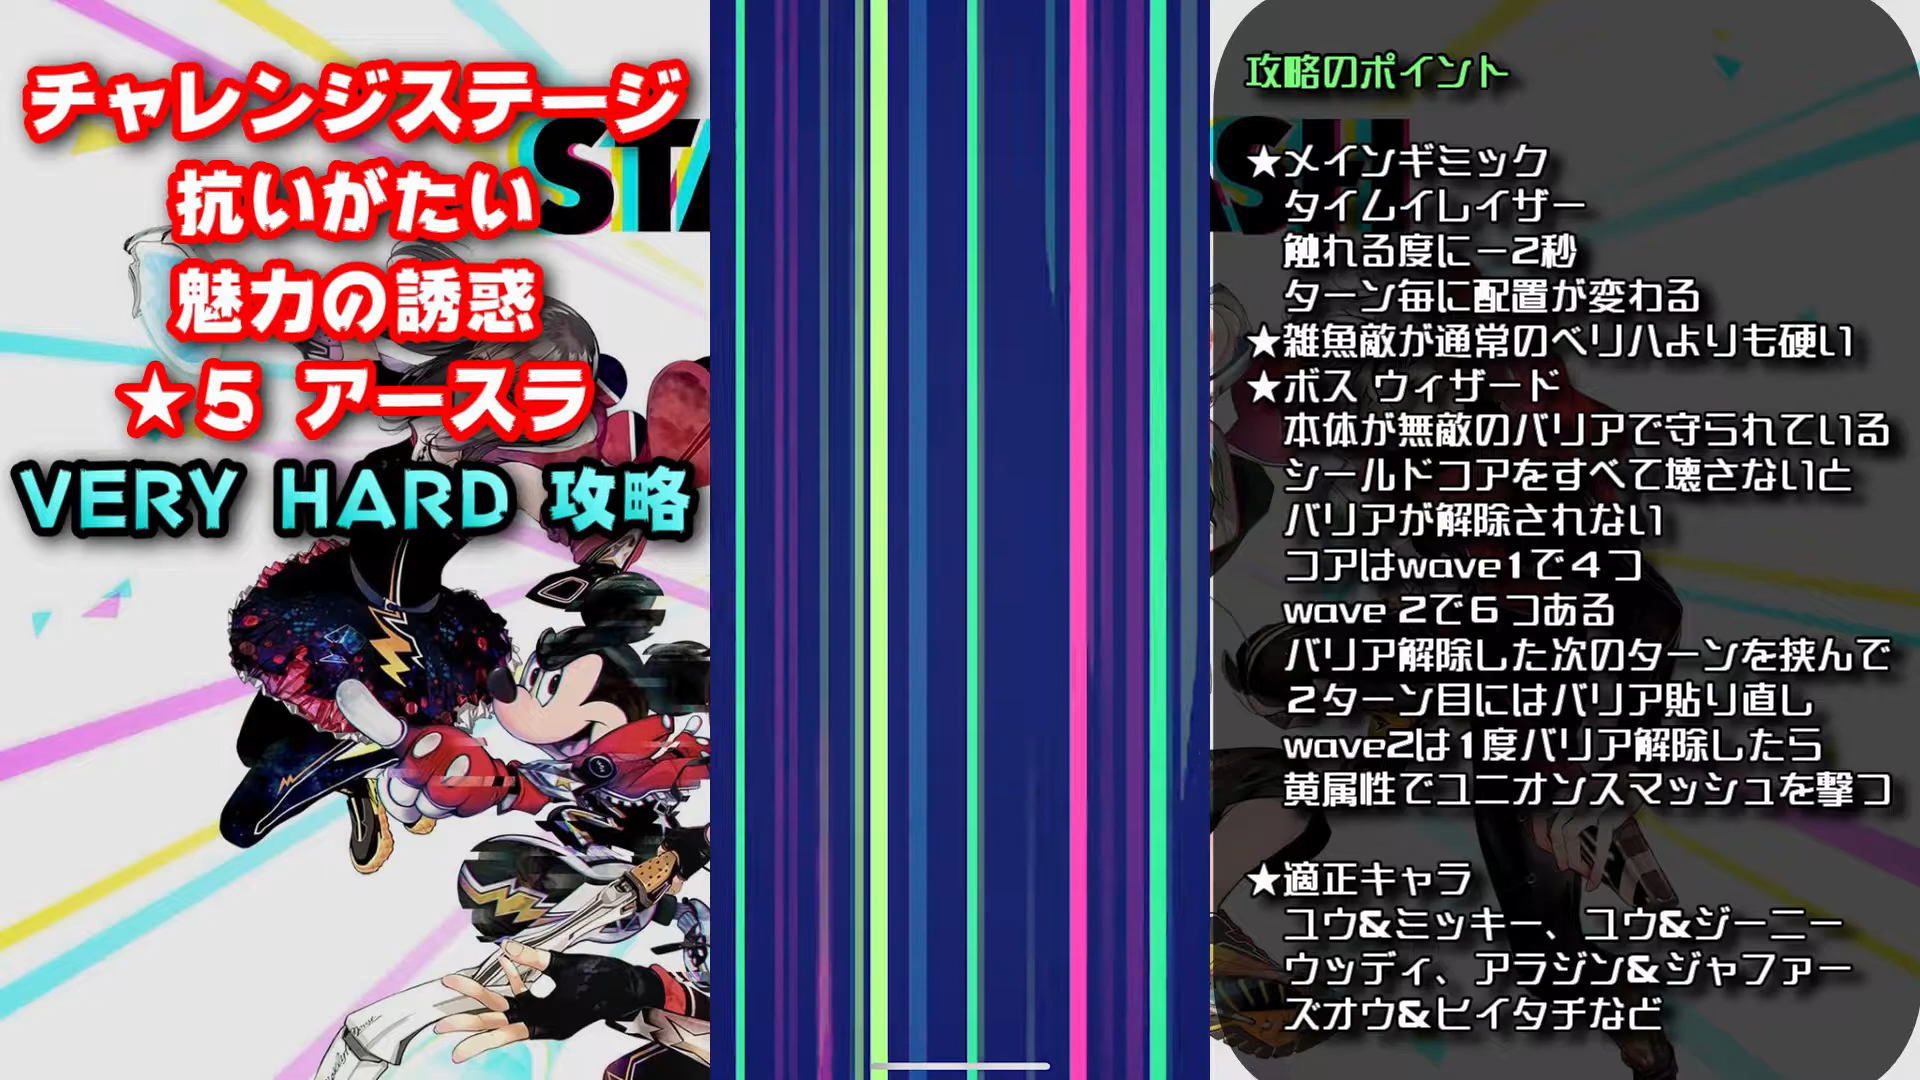 チャレンジステージ
抗いがたい
魅力の誘惑
★5 アースラ
VERY HARD 攻略
STA
SH
攻略のポイント
★メインギミック
タイムイレイザー
触れる度に−2秒
ターン毎に配置が変わる
★雑魚敵が通常のベリハよりも硬い
★ボス ウィザード
本体が無敵のバリアで守られている
シールドコアをすべて壊さないと
バリアが解除されない
コアはwave1で4つ
wave 2で6つある
バリア解除した次のターンを挟んで
2ターン目にはバリア貼り直し
wave2は1度バリア解除したら
黄属性でユニオンスマッシュを撃つ
★適正キャラ
ユウ&ミッキー、ユウ&ジーニー
ウッディ、アラジン&ジャファー
ズオウ&ヒイタチなど